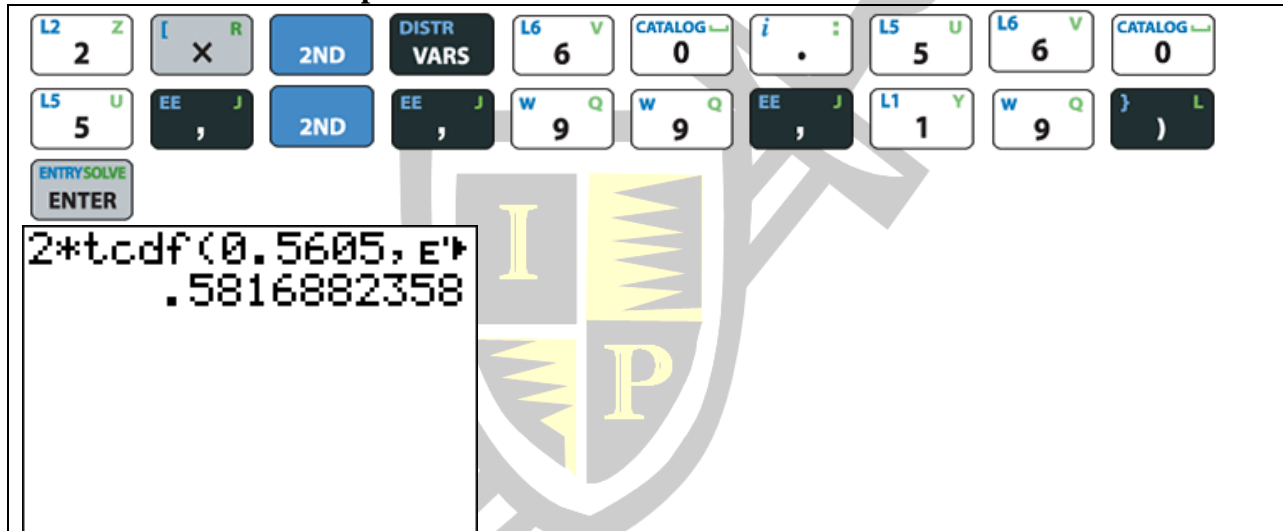 L2 Z 2 [ R × 2ND DISTR VARS L6 V 6 CATALOG 0 i : . L5 U 5 L6 V 6 CATALOG 0
L5 U 5 EE J , 2ND EE J , W Q 9 W Q 9 EE J , L1 Y 1 W Q 9 } L )
ENTRY SOLVE ENTER
2*tcdf(0.5605,ᴇ'
.5816882358
I
P